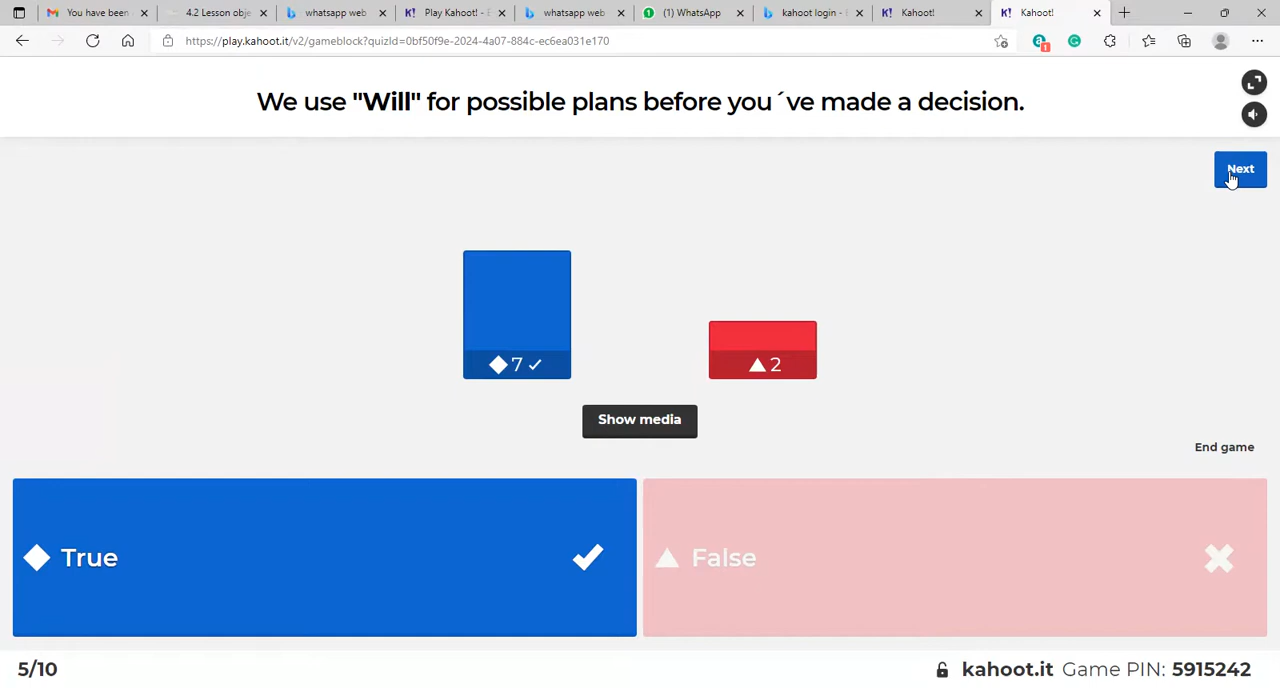 You have been
4.2 Lesson obje
whatsapp web
Play Kahoot! - E
whatsapp web
(1) WhatsApp
kahoot login - B
Kahoot!
Kahoot!
https://play.kahoot.it/v2/gameblock?quizId=0bf50f9e-2024-4a07-884c-ec6ea031e170
We use "Will" for possible plans before you´ve made a decision.
Next
7
2
Show media
End game
True
False
5/10
kahoot.it Game PIN: 5915242